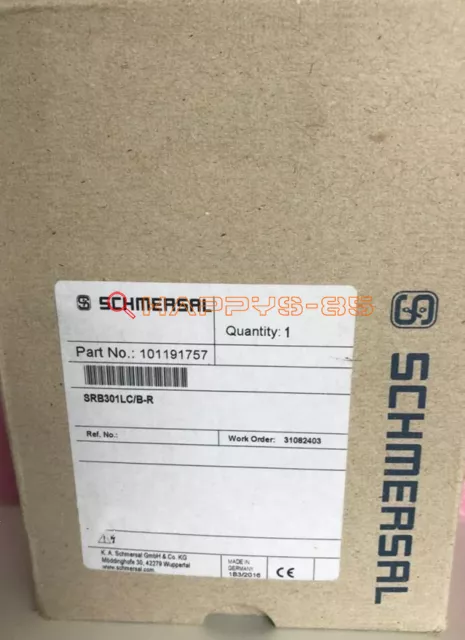 SCHMERSAL
HAPPYS-85
Quantity: 1
Part No.: 101191757
SRB301LC/B-R
Ref. No.:
Work Order: 31082403
K. A. Schmersal GmbH & Co. KG
Möddinghofe 30, 42279 Wuppertal
www.schmersal.com
MADE IN
GERMANY
1B3/2016
CE
SCHMERSAL